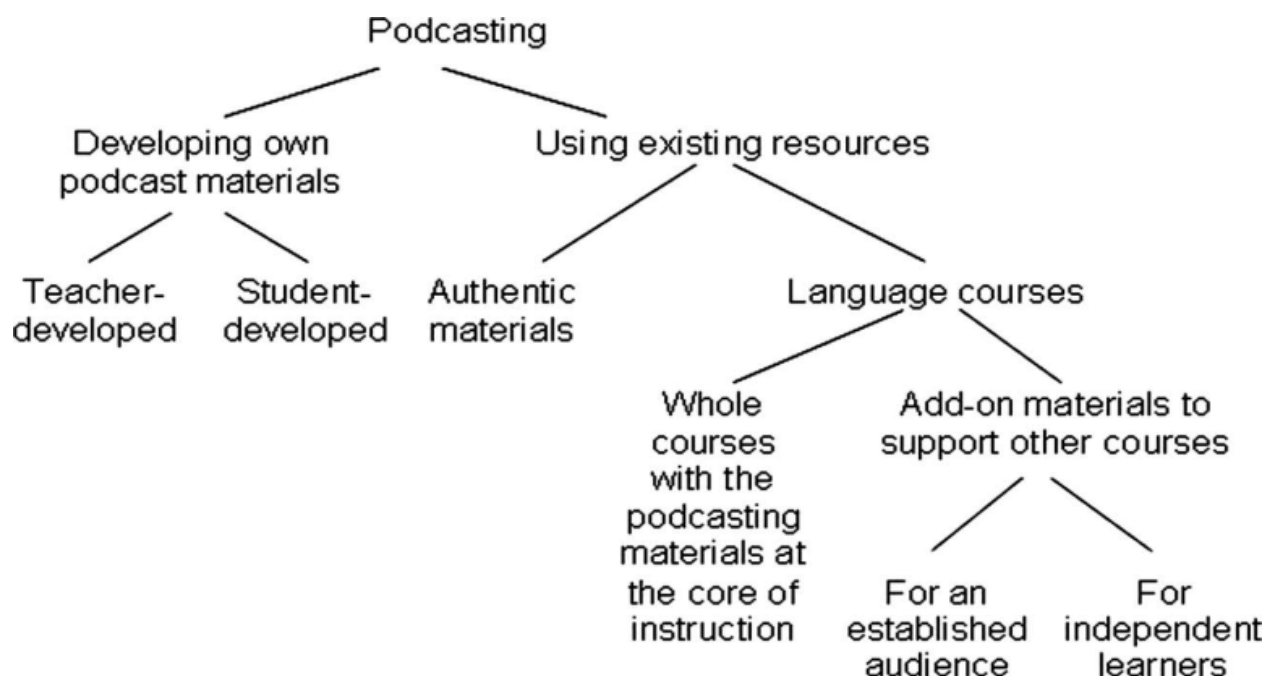 Podcasting
Developing own
podcast materials
Using existing resources
Teacher-
developed
Student-
developed
Authentic
materials
Language courses
Whole
courses
with the
podcasting
materials at
the core of
instruction
Add-on materials to
support other courses
For an
established
audience
For
independent
learners